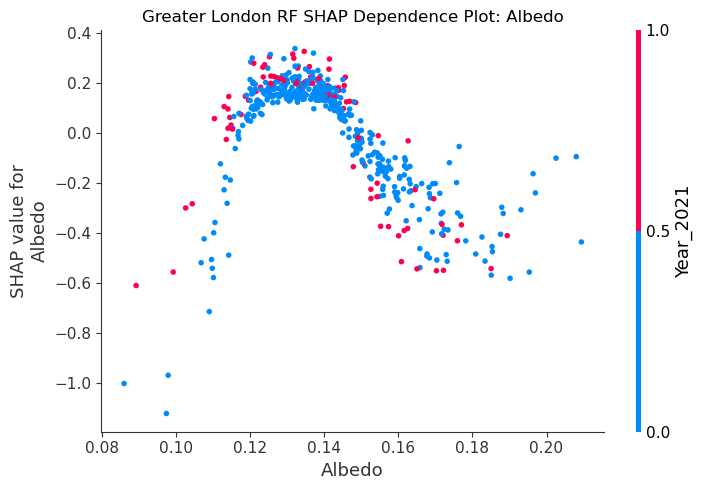 Greater London RF SHAP Dependence Plot: Albedo
0.4
0.2
0.0
−0.2
−0.4
−0.6
−0.8
−1.0
SHAP value for
Albedo
0.08 0.10 0.12 0.14 0.16 0.18 0.20
Albedo
1.0
0.5
0.0
Year_2021